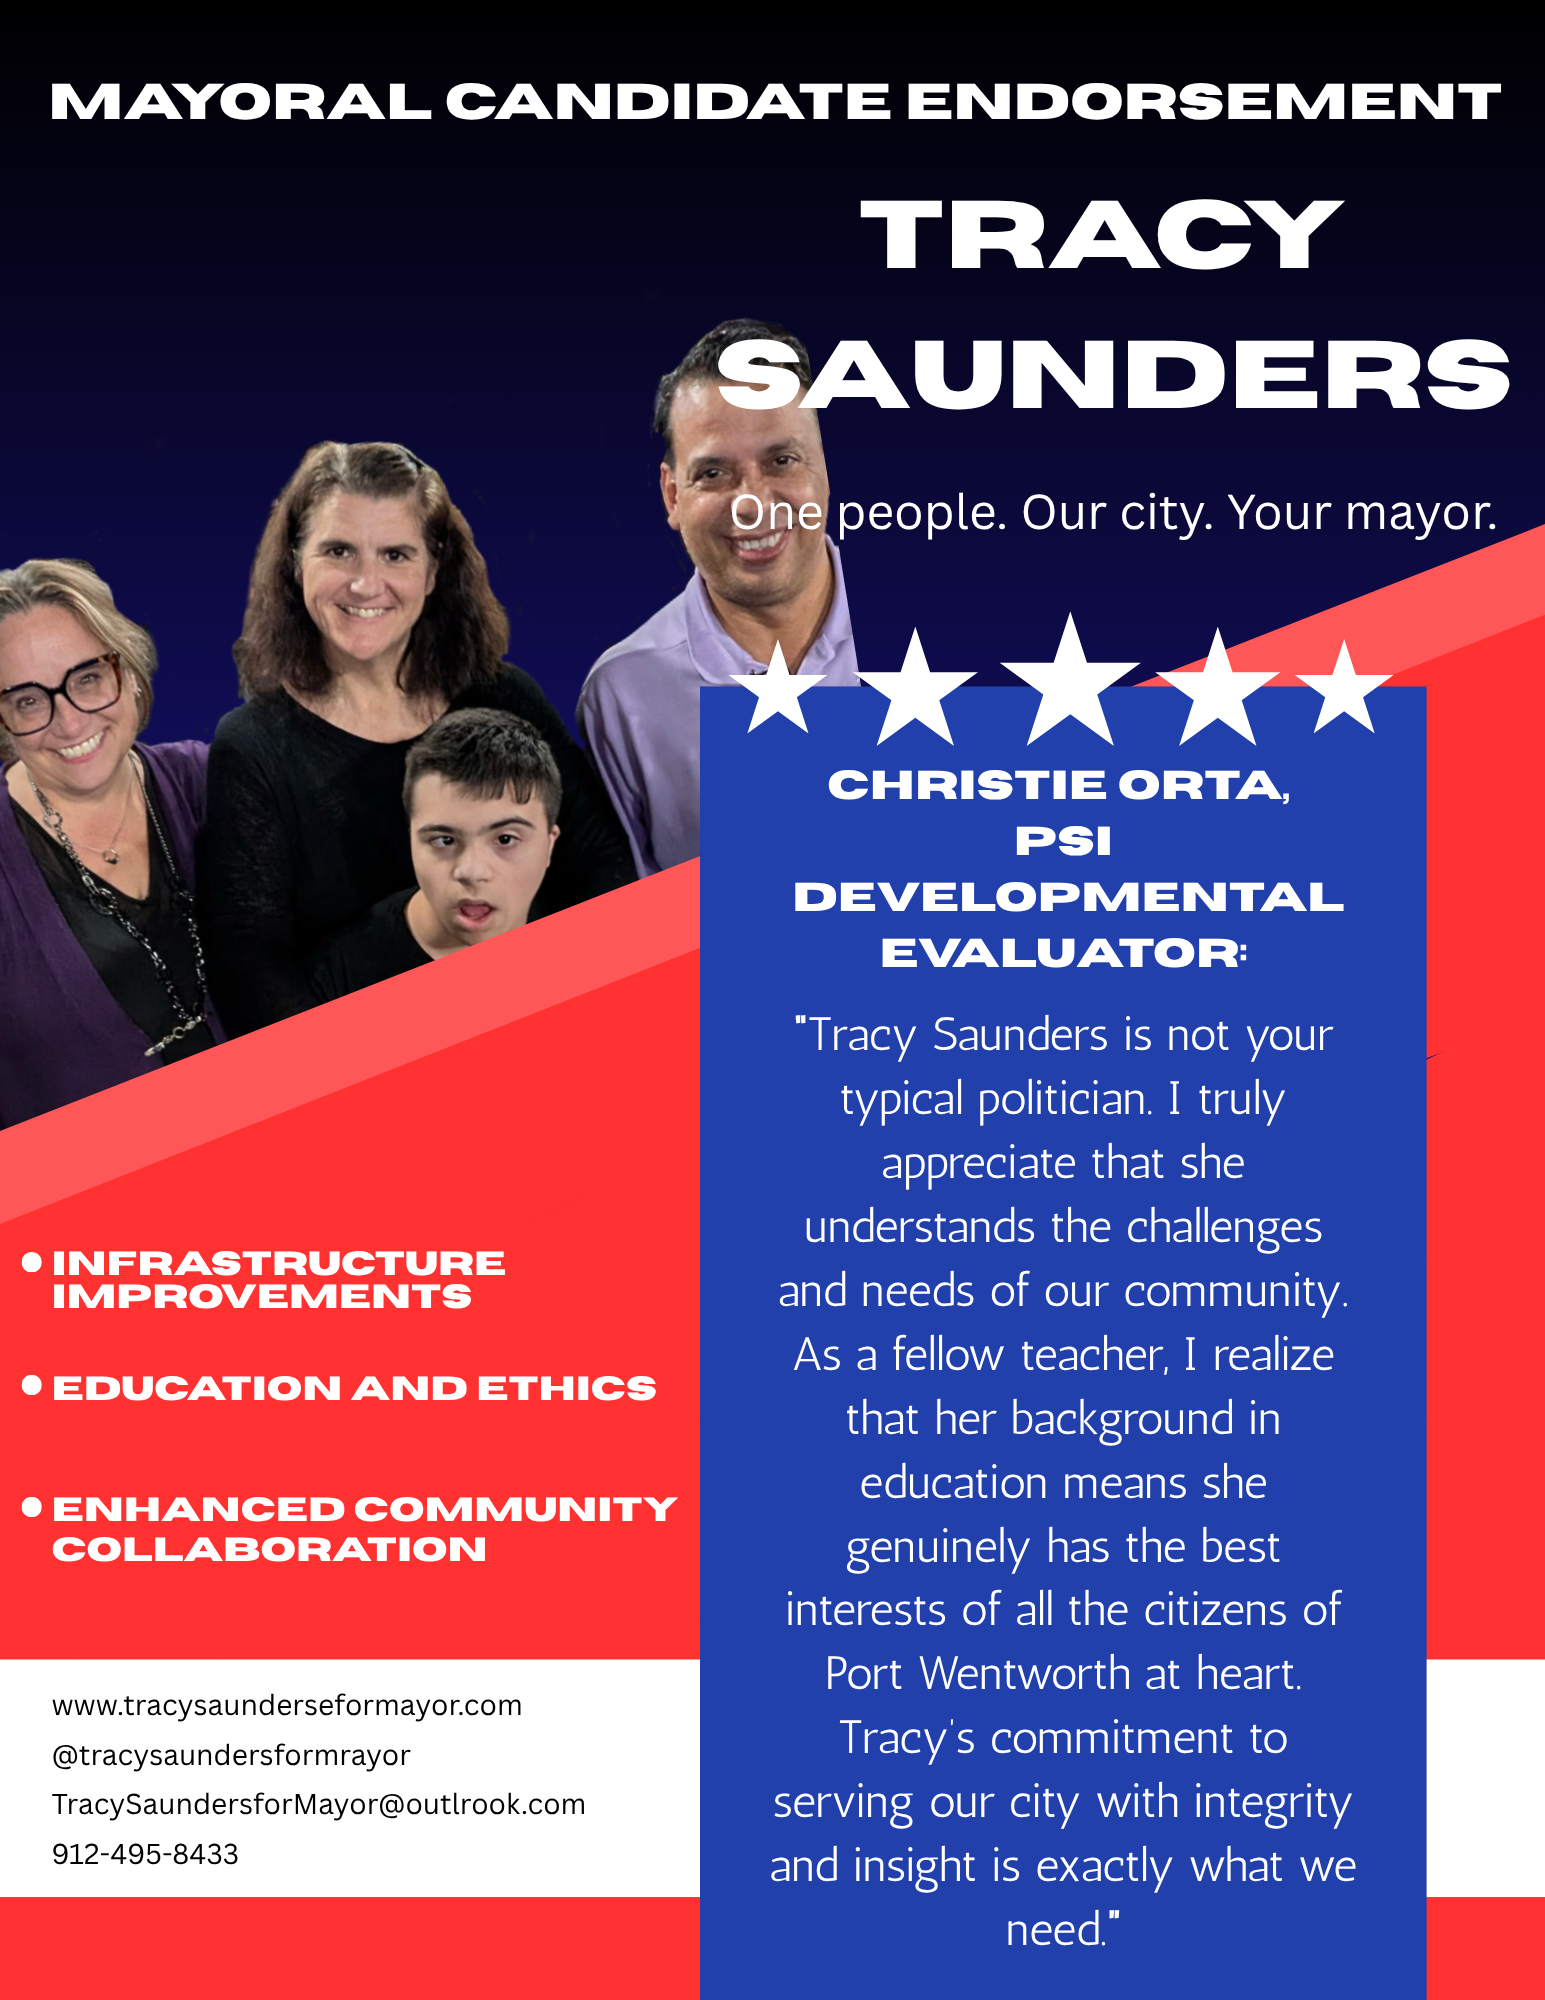 MAYORAL CANDIDATE ENDORSEMENT
TRACY
SAUNDERS
One people. Our city. Your mayor.
CHRISTIE ORTA,
PSI
DEVELOPMENTAL
EVALUATOR:
"Tracy Saunders is not your
typical politician. I truly
appreciate that she
understands the challenges
and needs of our community.
As a fellow teacher, I realize
that her background in
education means she
genuinely has the best
interests of all the citizens of
Port Wentworth at heart.
Tracy's commitment to
serving our city with integrity
and insight is exactly what we
need."
• INFRASTRUCTURE
IMPROVEMENTS
• EDUCATION AND ETHICS
• ENHANCED COMMUNITY
COLLABORATION
www.tracysaunderseformayor.com
@tracysaundersformrayor
TracySaundersforMayor@outlrook.com
912-495-8433